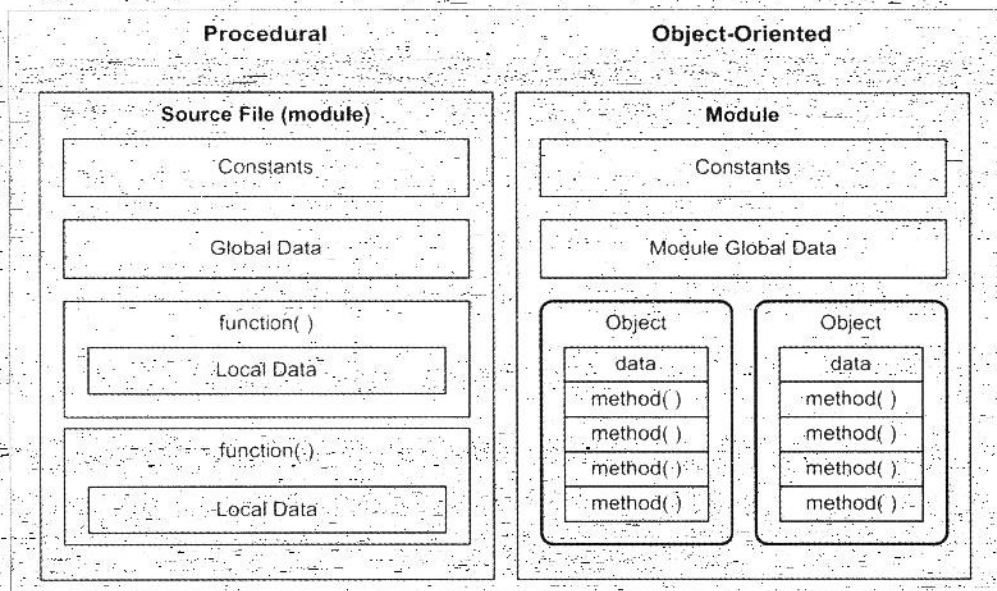 Procedural
Source File (module)
Constants
Global Data
function( )
Local Data
function( )
Local Data
Object-Oriented
Module
Constants
Module Global Data
Object
data
method( )
method( )
method( )
method( )
Object
data
method( )
method( )
method( )
method( )